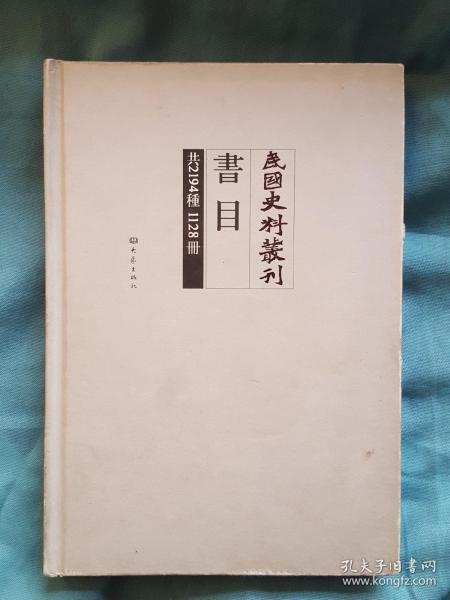 民國史料叢刊
書目
共2194種 1128冊
大象出版社
孔夫子旧书网
www.kongfz.com